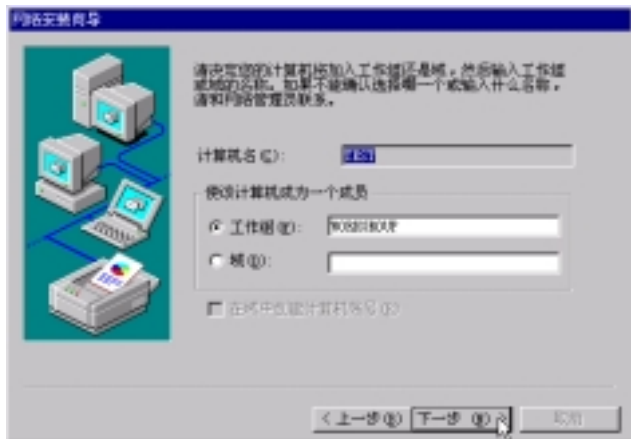 网络安装向导
请决定您的计算机将加入工作组还是域，然后输入工作组
或域的名称。如果不能确认选择哪一个或输入什么名称，
请和网络管理员联系。
计算机名(C):
使该计算机成为一个成员
工作组(W): WORKGROUP
域(D):
在域中创建计算机帐号
<上一步(B) 下一步(N)> 取消